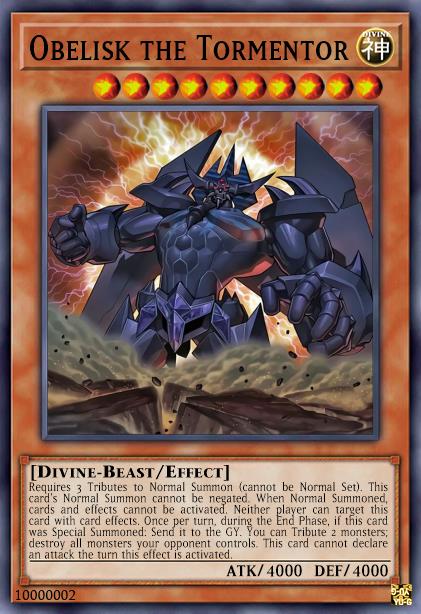 OBELISK THE TORMENTOR
DIVINE
神
[DIVINE-BEAST/EFFECT]
Requires 3 Tributes to Normal Summon (cannot be Normal Set). This
card's Normal Summon cannot be negated. When Normal Summoned,
cards and effects cannot be activated. Neither player can target
this card with card effects. Once per turn, during the End Phase, if this card
was Special Summoned: Send it to the GY. You can Tribute 2 monsters;
destroy all monsters your opponent controls. This card cannot declare
an attack the turn this effect is activated.
ATK/4000 DEF/4000
10000002